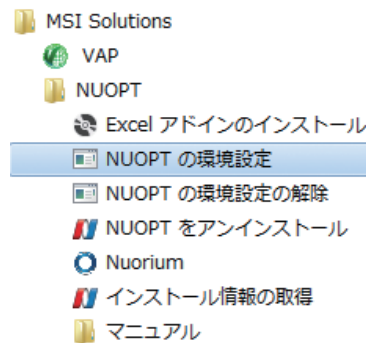 MSI Solutions
VAP
NUOPT
Excel アドインのインストール
NUOPT の環境設定
NUOPT の環境設定の解除
NUOPT をアンインストール
Nuorium
インストール情報の取得
マニュアル